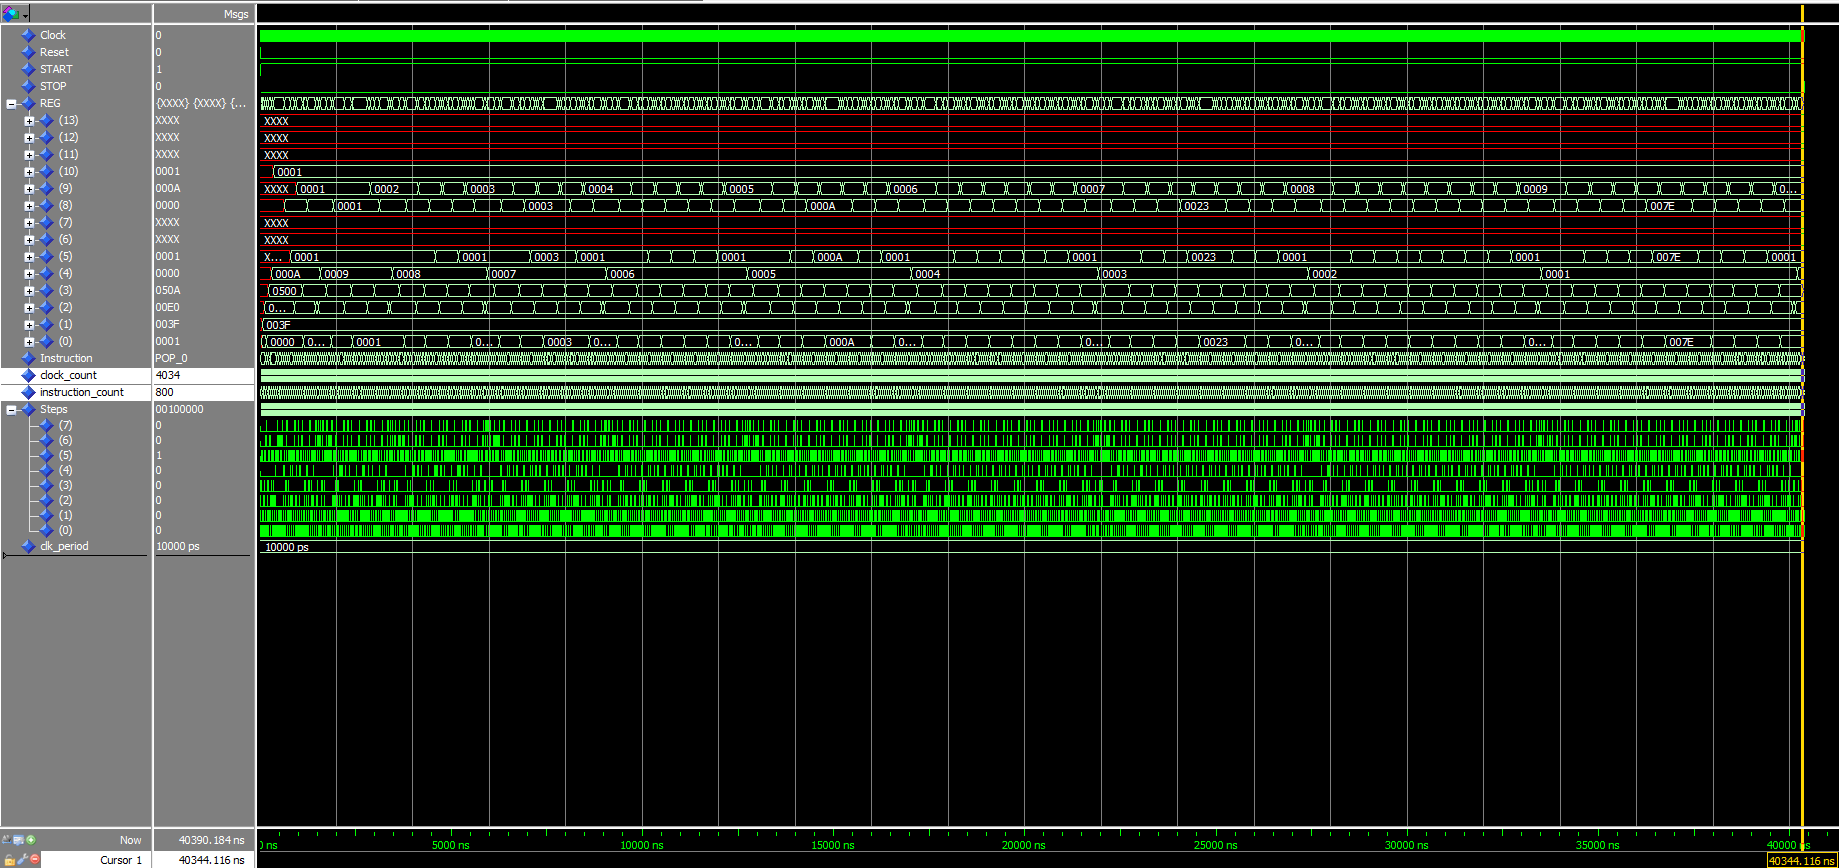 Msgs
Clock 0
Reset 0
START 1
STOP 0
REG {XXXX} {XXXX} {...
(13) XXXX XXXX
(12) XXXX XXXX
(11) XXXX XXXX
(10) 0001 0001
(9) 000A XXXX 0001 0002 0003 0004 0005 0006 0007 0008 0009 0...
(8) 0000 0001 0003 000A 0023 007E
(7) XXXX XXXX
(6) XXXX XXXX
(5) 0001 X... 0001 0001 0003 0001 0001 000A 0001 0001 0023 0001 0001 007E 0001
(4) 0000 000A 0009 0008 0007 0006 0005 0004 0003 0002 0001
(3) 050A 0500
(2) 00E0 0...
(1) 003F 003F
(0) 0001 0000 0... 0001 0... 0003 0... 0... 000A 0... 0... 0023 0... 0... 007E
Instruction POP_0
clock_count 4034
instruction_count 800
Steps 00100000
(7) 0
(6) 0
(5) 1
(4) 0
(3) 0
(2) 0
(1) 0
(0) 0
clk_period 10000 ps 10000 ps
Now 40390.184 ns
ns 5000 ns 10000 ns 15000 ns 20000 ns 25000 ns 30000 ns 35000 ns 40000 ns
Cursor 1 40344.116 ns 40344.116 ns